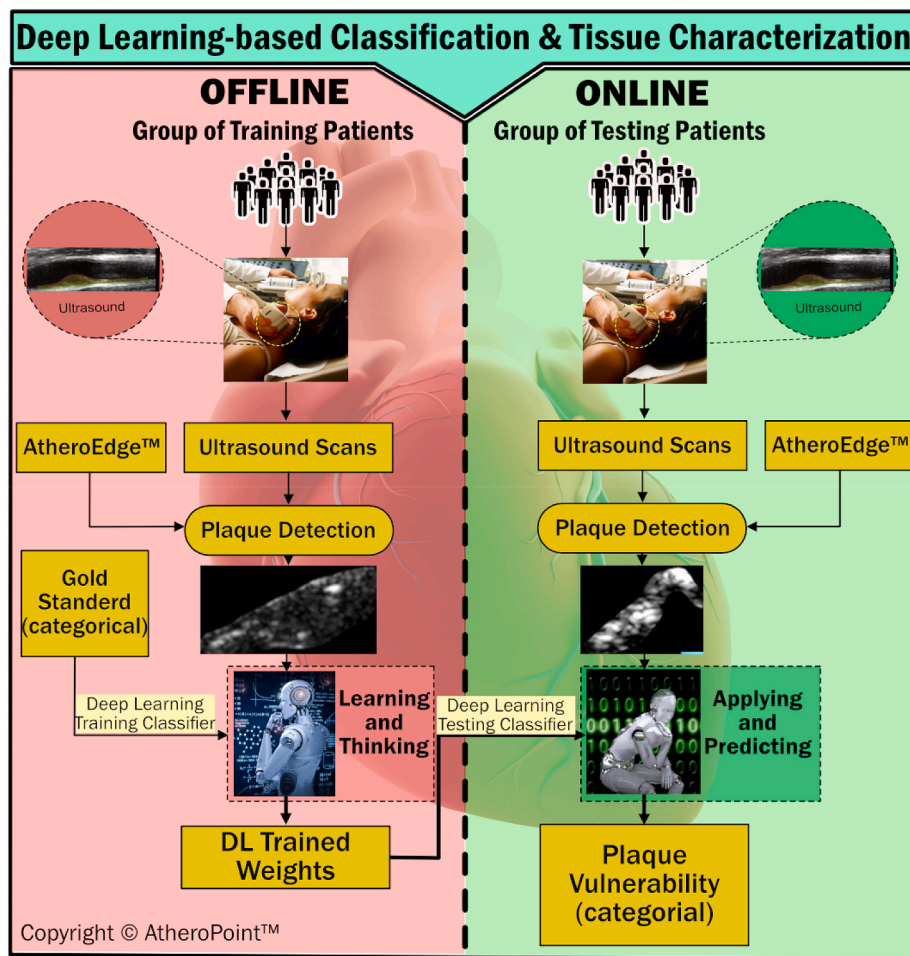 Deep Learning-based Classification & Tissue Characterization
OFFLINE
Group of Training Patients
Ultrasound
AtheroEdge™
Ultrasound Scans
Plaque Detection
Gold
Standerd
(categorical)
Deep Learning
Training Classifier
Learning
and
Thinking
DL Trained
Weights
Copyright © AtheroPoint™
ONLINE
Group of Testing Patients
Ultrasound
Ultrasound Scans
AtheroEdge™
Plaque Detection
Deep Learning
Testing Classifier
Applying
and
Predicting
Plaque
Vulnerability
(categorial)